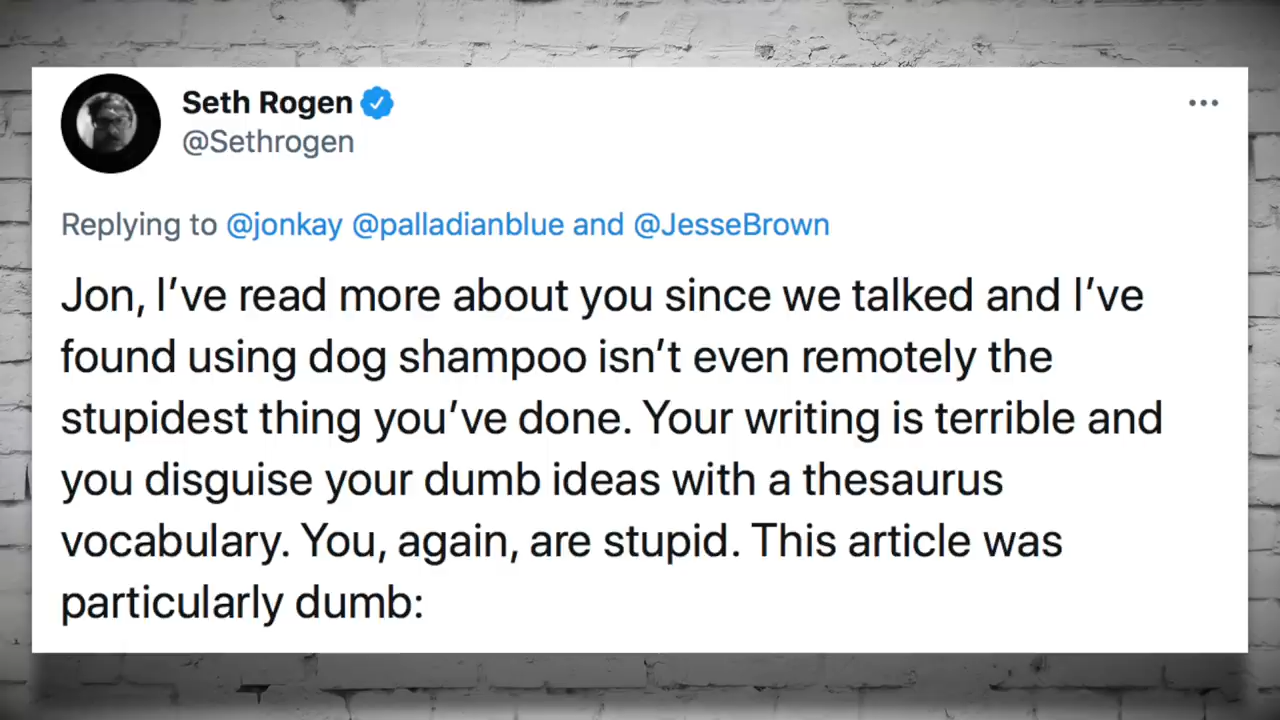 Seth Rogen
@Sethrogen
Replying to @jonkay @palladianblue and @JesseBrown
Jon, I’ve read more about you since we talked and I’ve
found using dog shampoo isn’t even remotely the
stupidest thing you’ve done. Your writing is terrible and
you disguise your dumb ideas with a thesaurus
vocabulary. You, again, are stupid. This article was
particularly dumb: